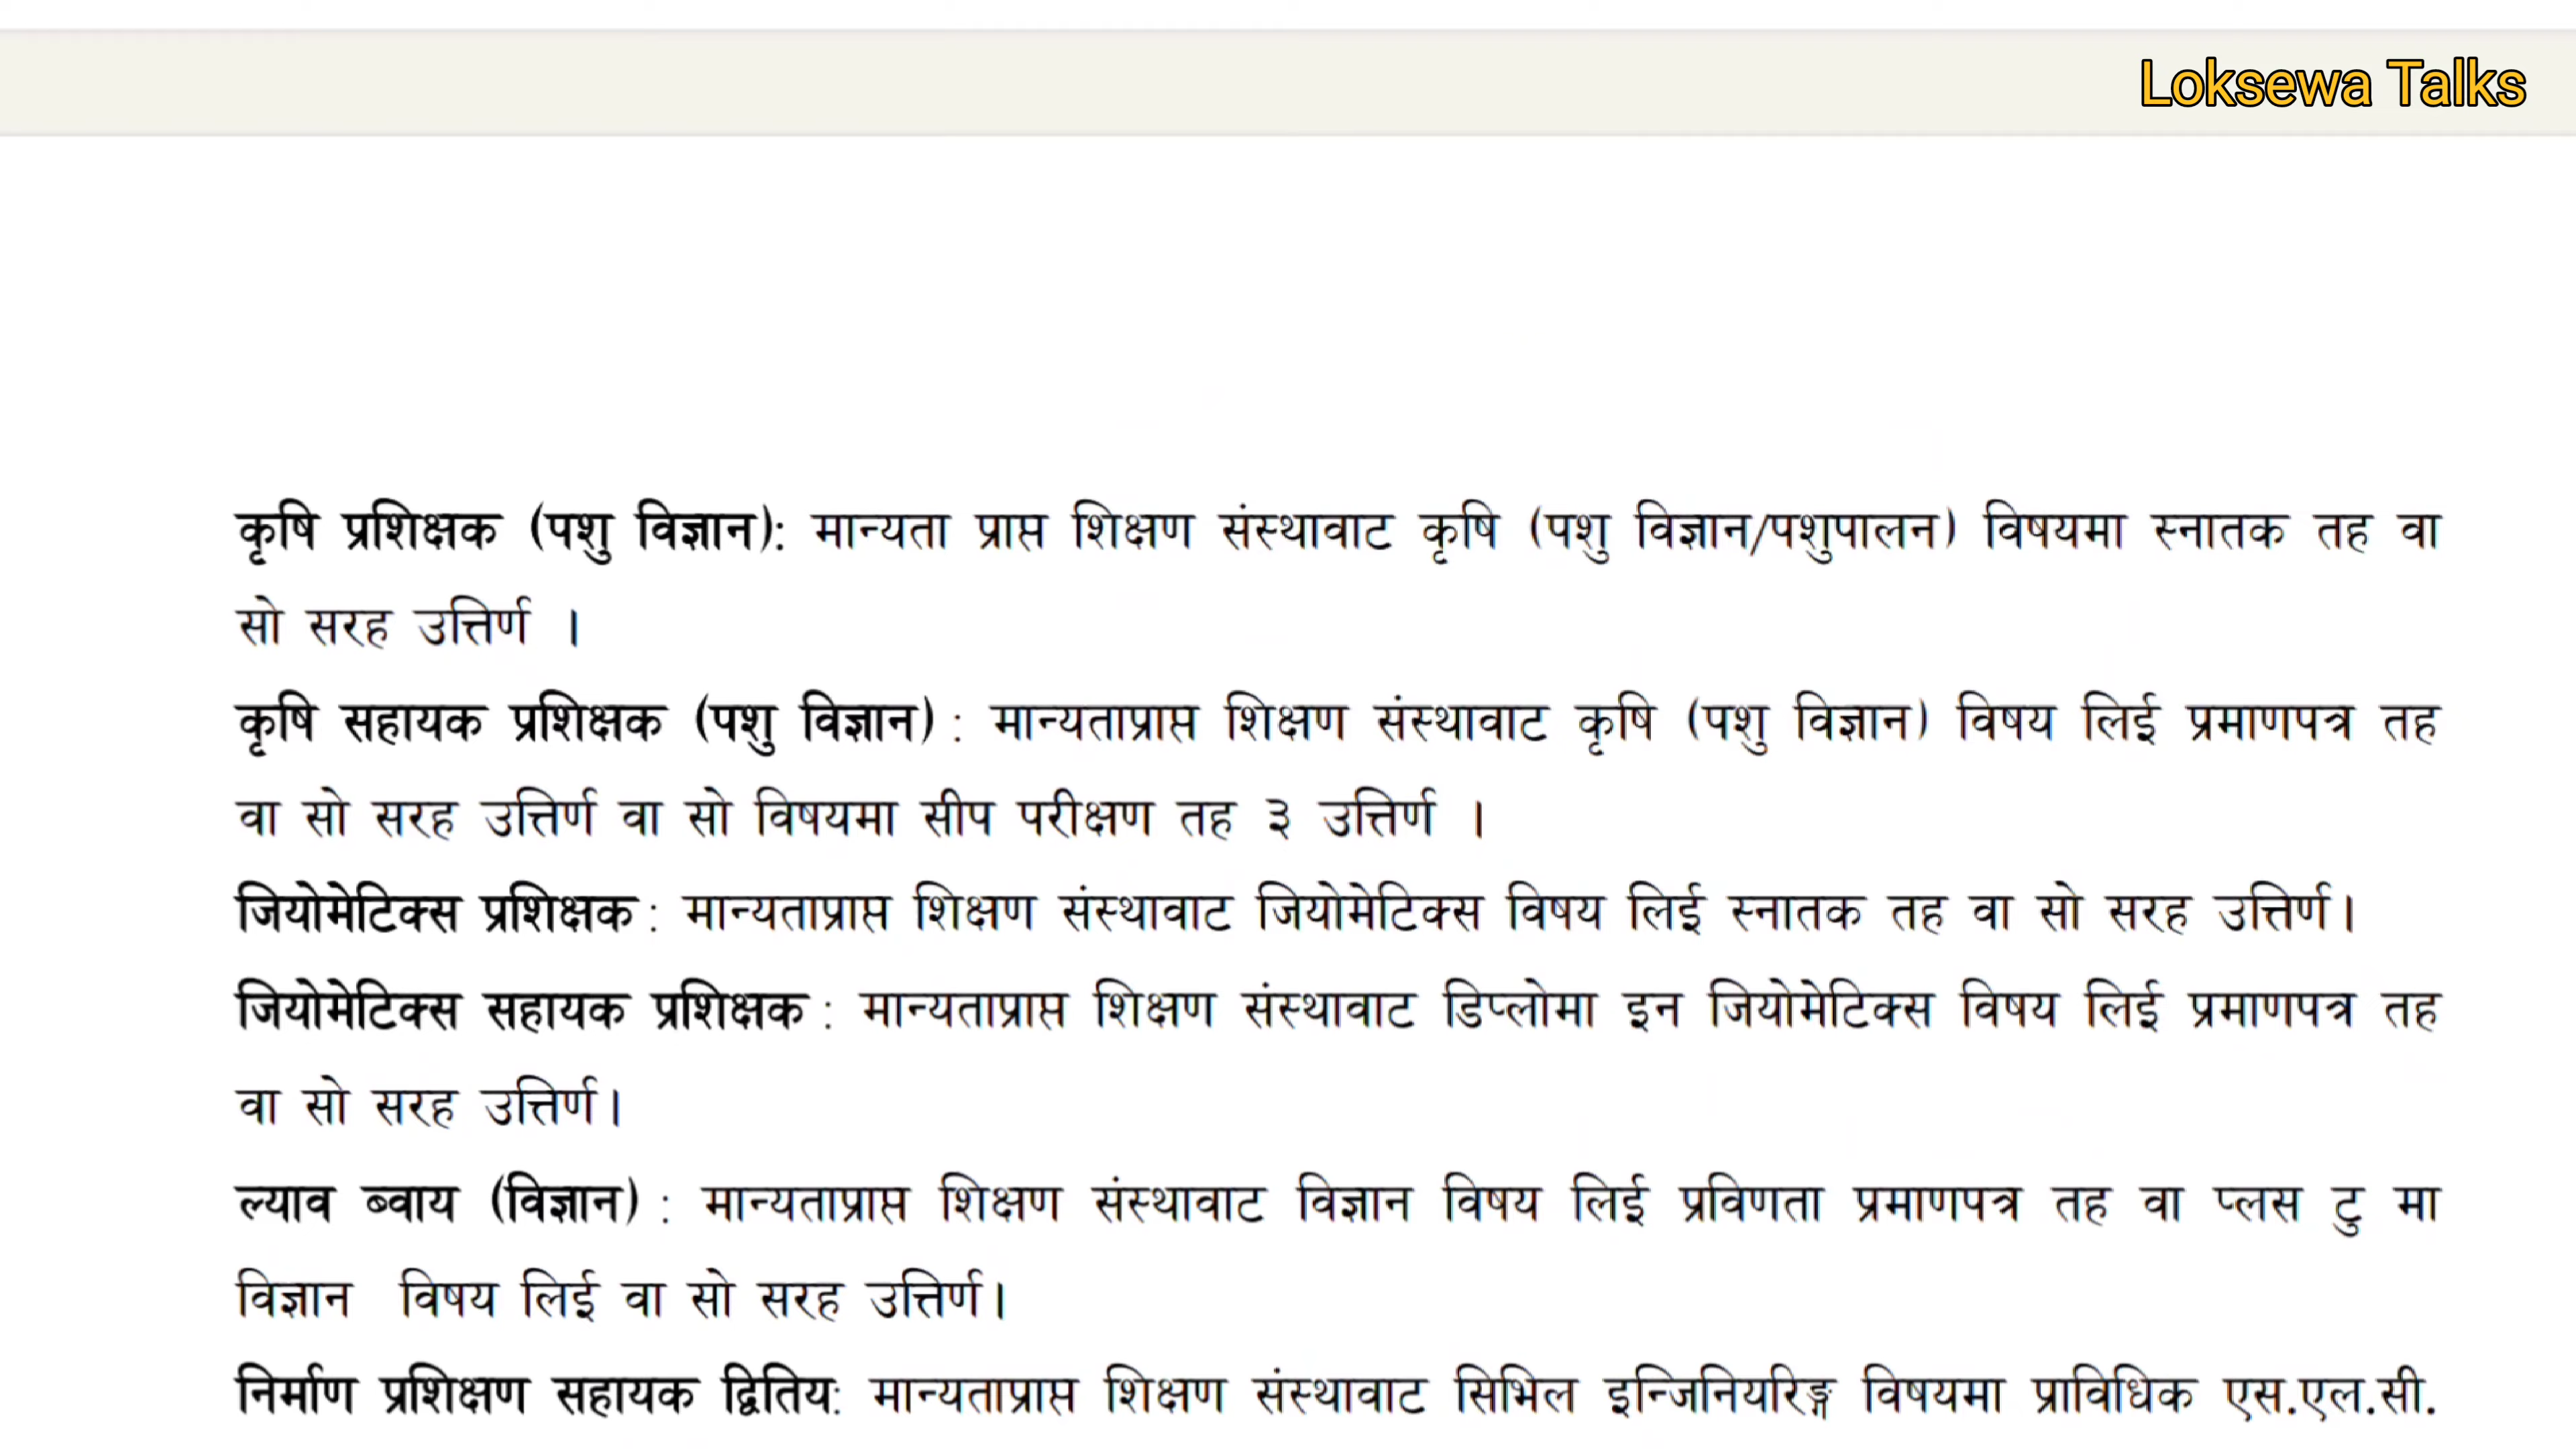 Loksewa Talks
कृषि प्रशिक्षक (पशु विज्ञान): मान्यता प्राप्त शिक्षण संस्थावाट कृषि (पशु विज्ञान/पशुपालन) विषयमा स्नातक तह वा
सो सरह उत्तिर्ण ।
कृषि सहायक प्रशिक्षक (पशु विज्ञान) : मान्यताप्राप्त शिक्षण संस्थावाट कृषि (पशु विज्ञान) विषय लिई प्रमाणपत्र तह
वा सो सरह उत्तिर्ण वा सो विषयमा सीप परीक्षण तह ३ उत्तिर्ण ।
जियोमेटिक्स प्रशिक्षक : मान्यताप्राप्त शिक्षण संस्थावाट जियोमेटिक्स विषय लिई स्नातक तह वा सो सरह उत्तिर्ण।
जियोमेटिक्स सहायक प्रशिक्षक : मान्यताप्राप्त शिक्षण संस्थावाट डिप्लोमा इन जियोमेटिक्स विषय लिई प्रमाणपत्र तह
वा सो सरह उत्तिर्ण।
ल्याव ब्वाय (विज्ञान) : मान्यताप्राप्त शिक्षण संस्थावाट विज्ञान विषय लिई प्रविणता प्रमाणपत्र तह वा प्लस टु मा
विज्ञान विषय लिई वा सो सरह उत्तिर्ण।
निर्माण प्रशिक्षण सहायक द्वितिय: मान्यताप्राप्त शिक्षण संस्थावाट सिभिल इन्जिनियरिङ्ग विषयमा प्राविधिक एस.एल.सी.